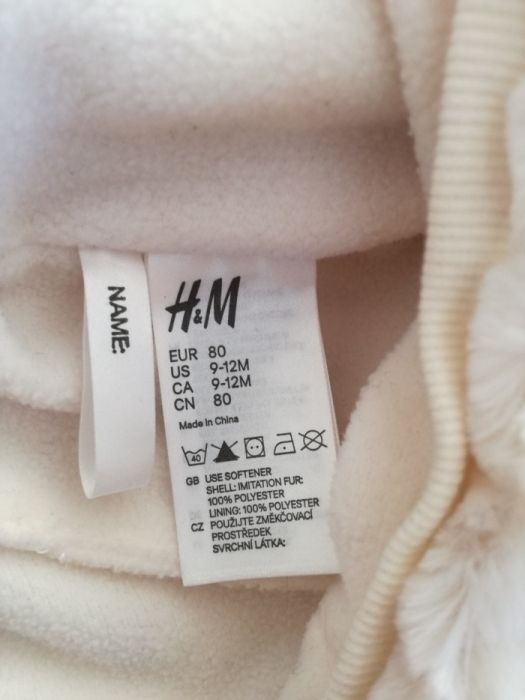 NAME:
H&M
EUR 80
US 9-12M
CA 9-12M
CN 80
Made in China
40
GB USE SOFTENER
SHELL: IMITATION FUR:
100% POLYESTER
LINING: 100% POLYESTER
CZ POUŽIJTE ZMĚKČOVACÍ
PROSTŘEDEK
SVRCHNÍ LÁTKA: